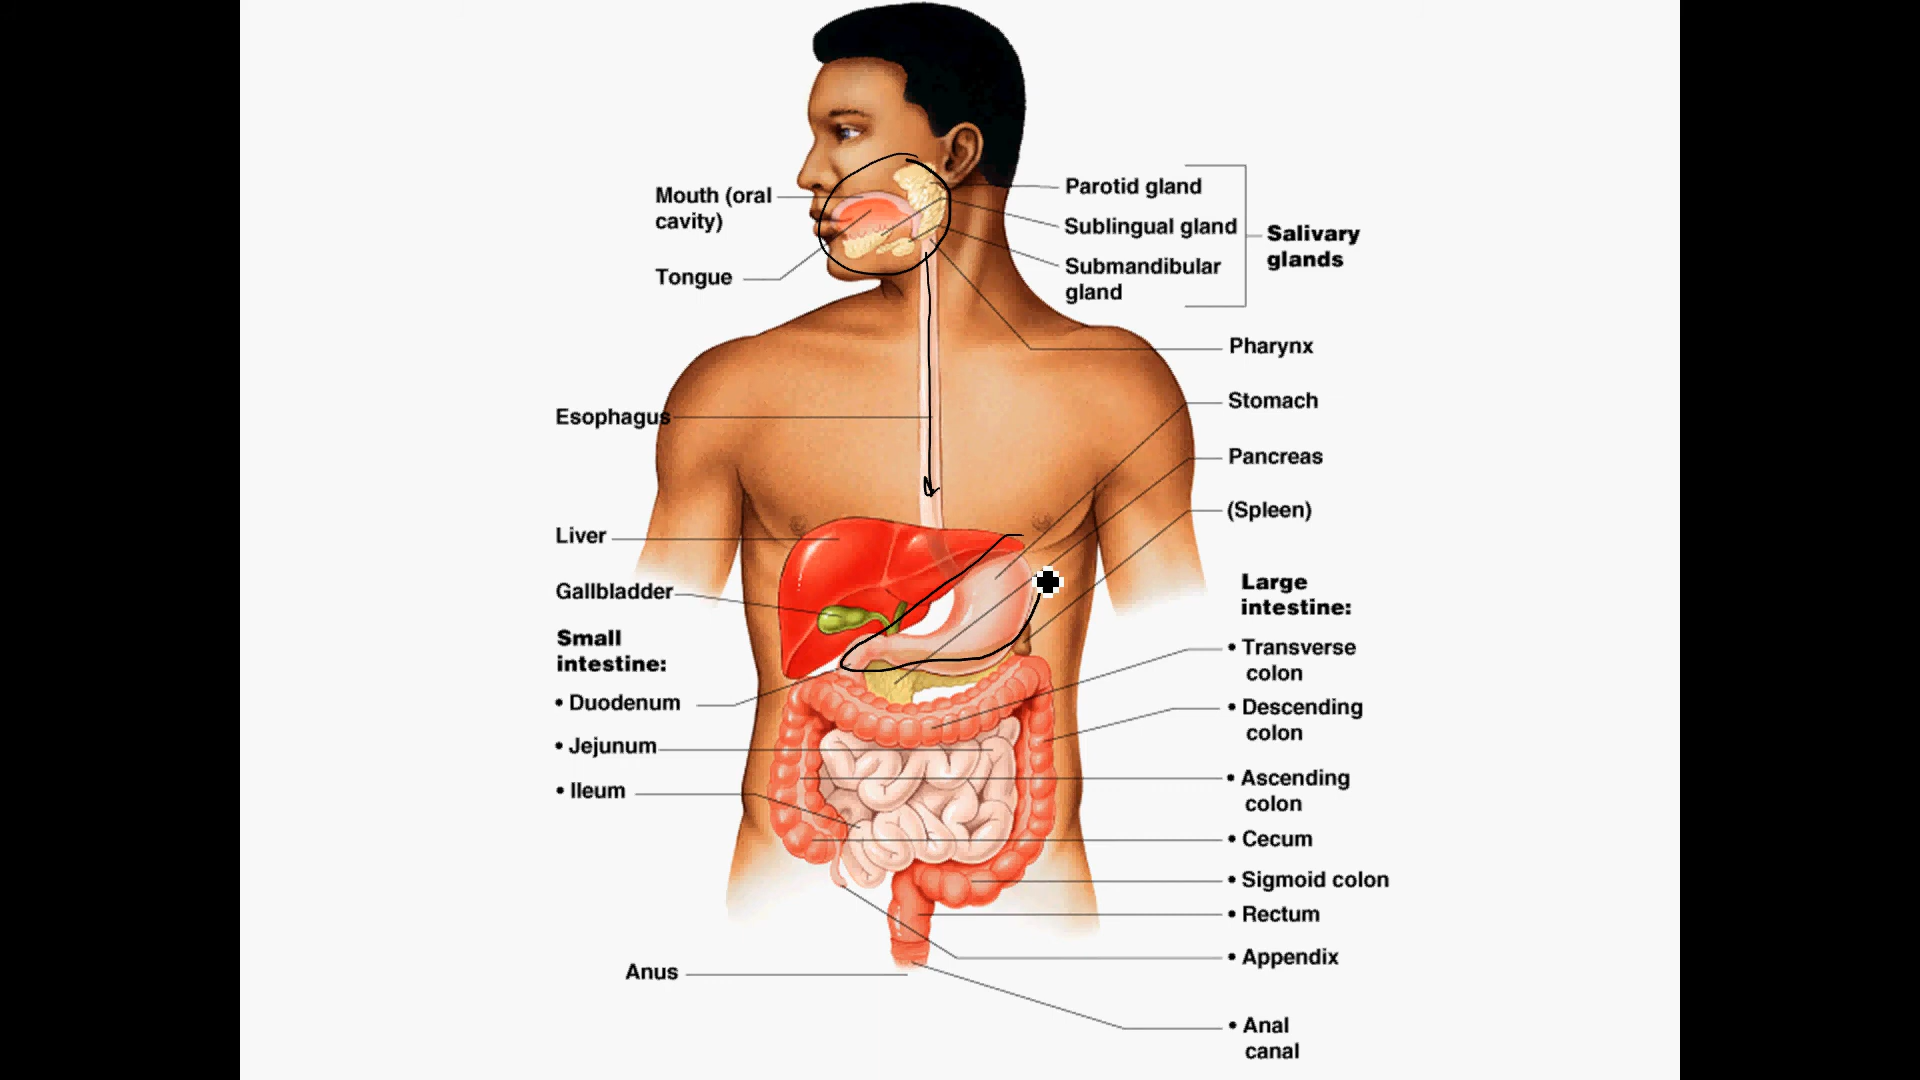 Mouth (oral
cavity)
Tongue
Esophagus
Liver
Gallbladder
Small
intestine:
• Duodenum
• Jejunum
• Ileum
Anus
Parotid gland
Sublingual gland
Submandibular
gland
Salivary
glands
Pharynx
Stomach
Pancreas
(Spleen)
Large
intestine:
• Transverse
colon
• Descending
colon
• Ascending
colon
• Cecum
• Sigmoid colon
• Rectum
• Appendix
• Anal
canal